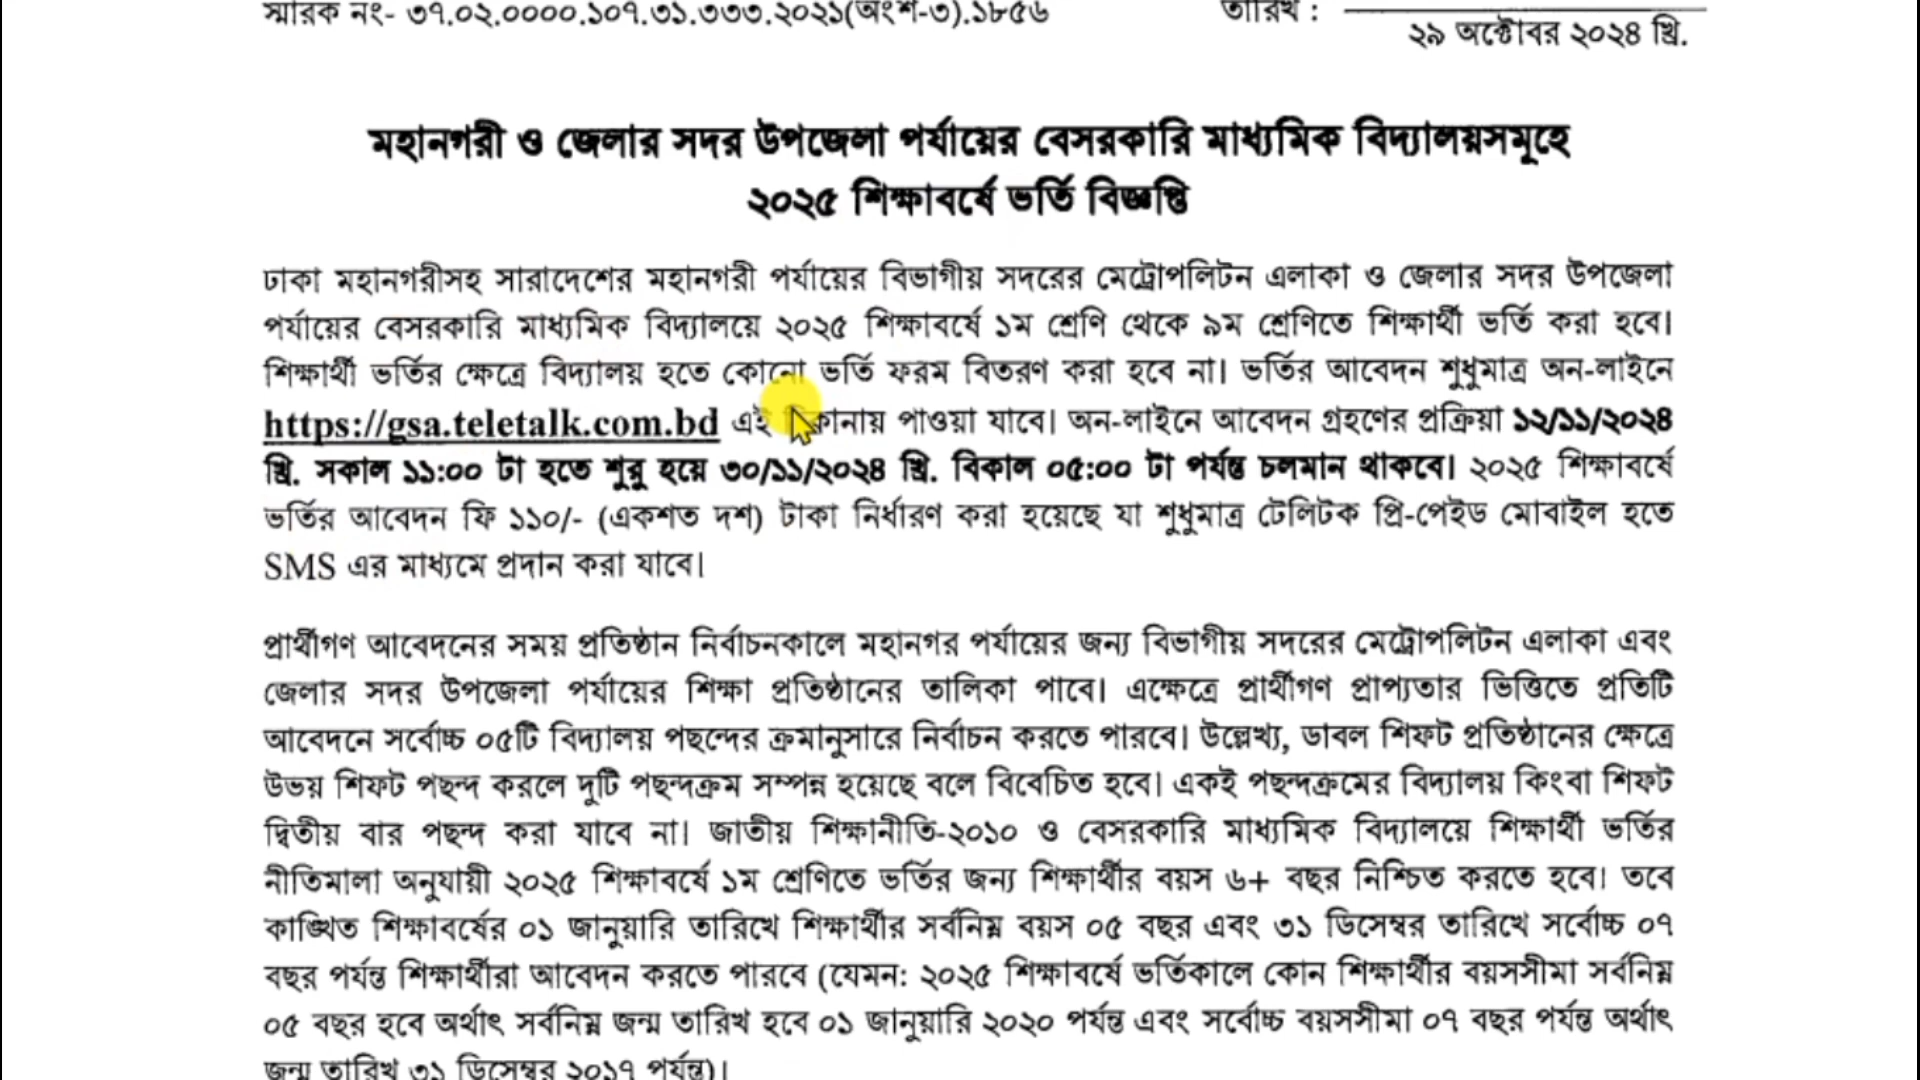 স্মারক নং- ৩৭.০২.০০০০.১০৭.৩১.৩৩৩.২০২১(অংশ-৩).১৮৫৬ তারিখ :
২৯ অক্টোবর ২০২৪ খ্রি.
মহানগরী ও জেলার সদর উপজেলা পর্যায়ের বেসরকারি মাধ্যমিক বিদ্যালয়সমূহে
২০২৫ শিক্ষাবর্ষে ভর্তি বিজ্ঞপ্তি
ঢাকা মহানগরীসহ সারাদেশের মহানগরী পর্যায়ের বিভাগীয় সদরের মেট্রোপলিটন এলাকা ও জেলার সদর উপজেলা
পর্যায়ের বেসরকারি মাধ্যমিক বিদ্যালয়ে ২০২৫ শিক্ষাবর্ষে ১ম শ্রেণি থেকে ৯ম শ্রেণিতে শিক্ষার্থী ভর্তি করা হবে।
শিক্ষার্থী ভর্তির ক্ষেত্রে বিদ্যালয় হতে কোনো ভর্তি ফরম বিতরণ করা হবে না। ভর্তির আবেদন শুধুমাত্র অন-লাইনে
https://gsa.teletalk.com.bd এই ঠিকানায় পাওয়া যাবে। অন-লাইনে আবেদন গ্রহণের প্রক্রিয়া ১২/১১/২০২৪
খ্রি. সকাল ১১:০০ টা হতে শুরু হয়ে ৩০/১১/২০২৪ খ্রি. বিকাল ০৫:০০ টা পর্যন্ত চলমান থাকবে। ২০২৫ শিক্ষাবর্ষে
ভর্তির আবেদন ফি ১১০/- (একশত দশ) টাকা নির্ধারণ করা হয়েছে যা শুধুমাত্র টেলিটক প্রি-পেইড মোবাইল হতে
SMS এর মাধ্যমে প্রদান করা যাবে।
প্রার্থীগণ আবেদনের সময় প্রতিষ্ঠান নির্বাচনকালে মহানগর পর্যায়ের জন্য বিভাগীয় সদরের মেট্রোপলিটন এলাকা এবং
জেলার সদর উপজেলা পর্যায়ের শিক্ষা প্রতিষ্ঠানের তালিকা পাবে। এক্ষেত্রে প্রার্থীগণ প্রাপ্যতার ভিত্তিতে প্রতিটি
আবেদনে সর্বোচ্চ ০৫টি বিদ্যালয় পছন্দের ক্রমানুসারে নির্বাচন করতে পারবে। উল্লেখ্য, ডাবল শিফট প্রতিষ্ঠানের ক্ষেত্রে
উভয় শিফট পছন্দ করলে দুটি পছন্দক্রম সম্পন্ন হয়েছে বলে বিবেচিত হবে। একই পছন্দক্রমের বিদ্যালয় কিংবা শিফট
দ্বিতীয় বার পছন্দ করা যাবে না। জাতীয় শিক্ষানীতি-২০১০ ও বেসরকারি মাধ্যমিক বিদ্যালয়ে শিক্ষার্থী ভর্তির
নীতিমালা অনুযায়ী ২০২৫ শিক্ষাবর্ষে ১ম শ্রেণিতে ভর্তির জন্য শিক্ষার্থীর বয়স ৬+ বছর নিশ্চিত করতে হবে। তবে
কাঙ্খিত শিক্ষাবর্ষের ০১ জানুয়ারি তারিখে শিক্ষার্থীর সর্বনিম্ন বয়স ০৫ বছর এবং ৩১ ডিসেম্বর তারিখে সর্বোচ্চ ০৭
বছর পর্যন্ত শিক্ষার্থীরা আবেদন করতে পারবে (যেমন: ২০২৫ শিক্ষাবর্ষে ভর্তিকালে কোন শিক্ষার্থীর বয়সসীমা সর্বনিম্ন
০৫ বছর হবে অর্থাৎ সর্বনিম্ন জন্ম তারিখ হবে ০১ জানুয়ারি ২০২০ পর্যন্ত এবং সর্বোচ্চ বয়সসীমা ০৭ বছর পর্যন্ত অর্থাৎ
জন্ম তারিখ ৩১ ডিসেম্বর ২০১৭ পর্যন্ত)।